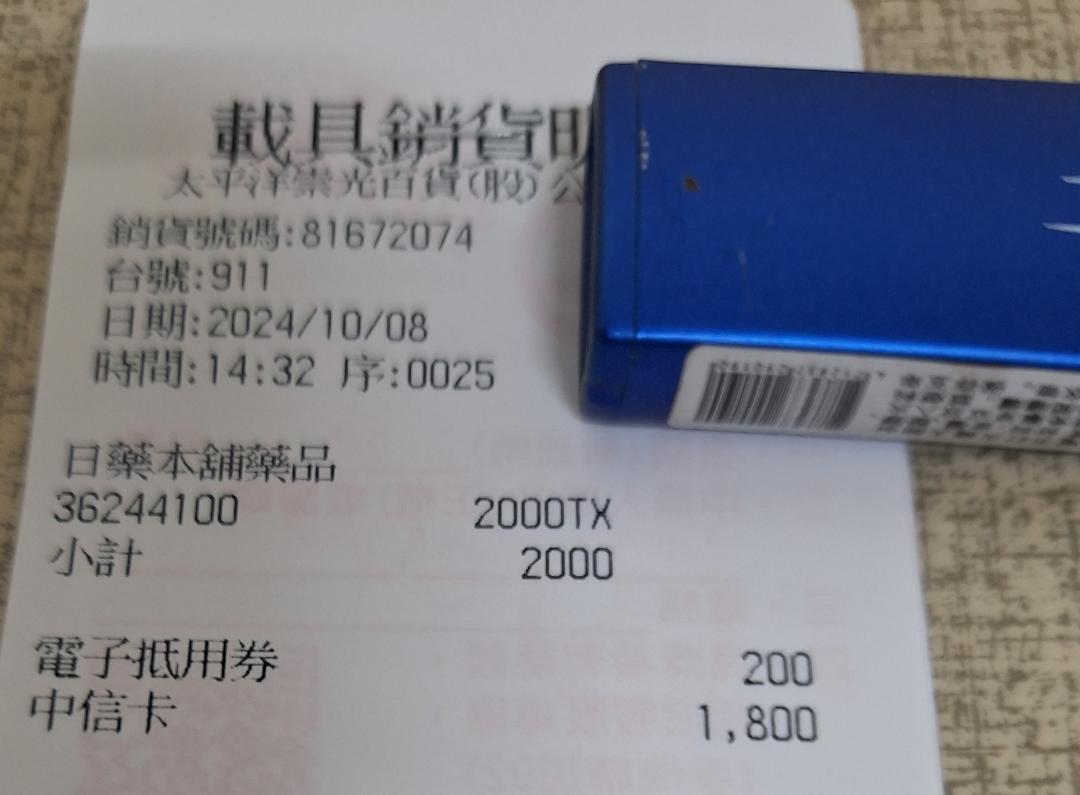 載具銷貨明
太平洋崇光百貨(股)公
銷貨號碼:81672074
台號:911
日期:2024/10/08
時間:14:32 序:0025
日藥本舖藥品
36244100 2000TX
小計 2000
電子抵用券 200
中信卡 1,800